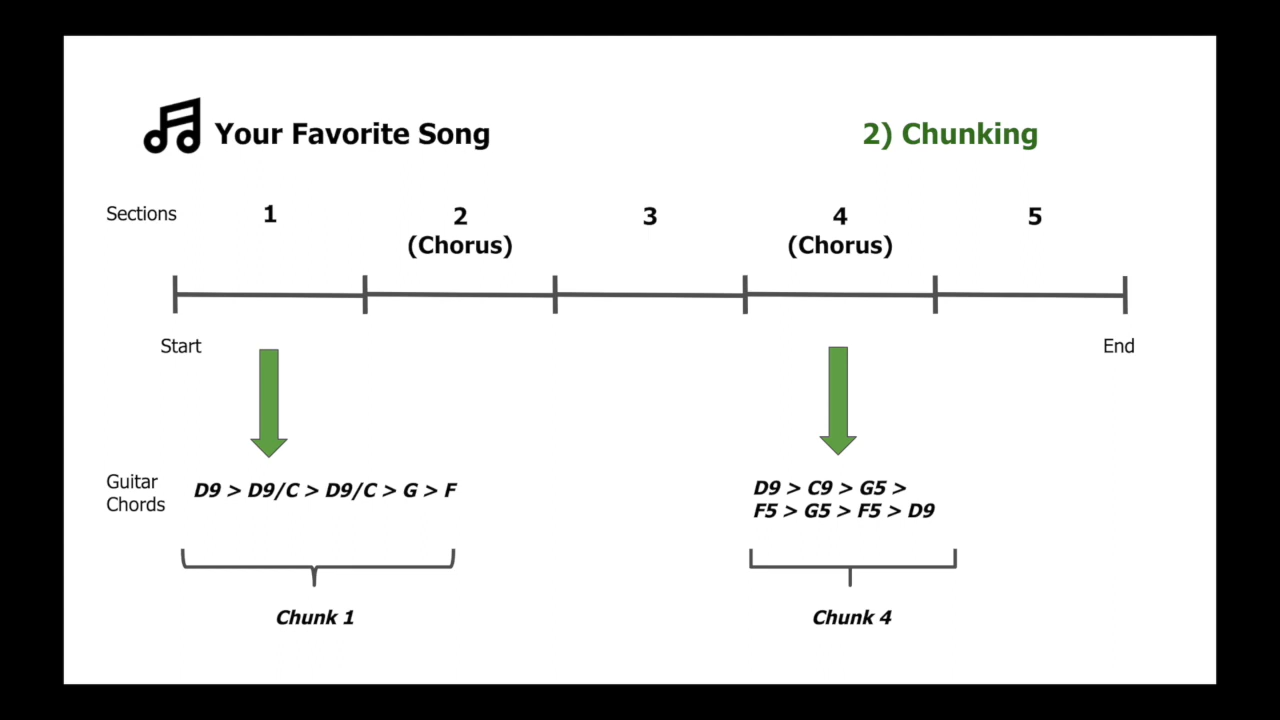 Your Favorite Song
2) Chunking
Sections
1
2
(Chorus)
3
4
(Chorus)
5
Start
End
Guitar
Chords
D9 > D9/C > D9/C > G > F
D9 > C9 > G5 >
F5 > G5 > F5 > D9
Chunk 1
Chunk 4